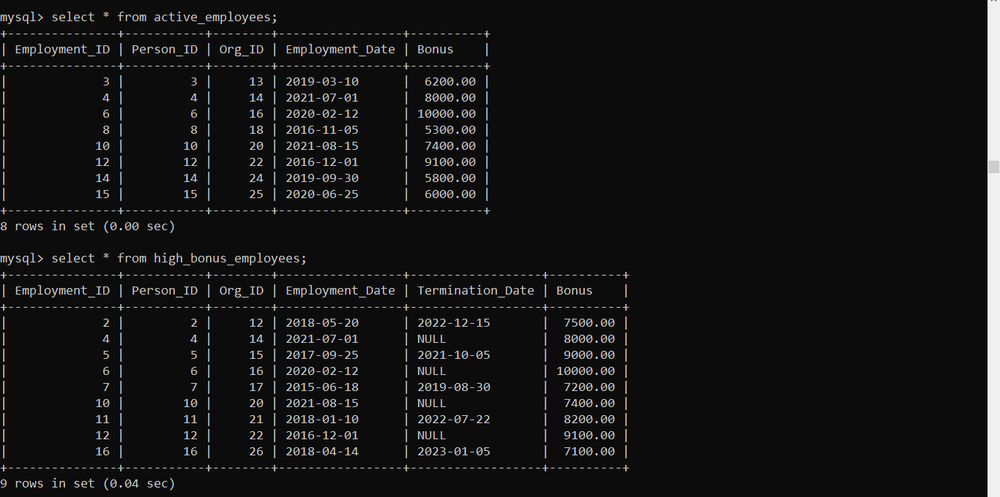 mysql> select * from active_employees;
+---------------+-----------+--------+-----------------+----------+
| Employment_ID | Person_ID | Org_ID | Employment_Date | Bonus    |
+---------------+-----------+--------+-----------------+----------+
|             3 |         3 |     13 | 2019-03-10      |  6200.00 |
|             4 |         4 |     14 | 2021-07-01      |  8000.00 |
|             6 |         6 |     16 | 2020-02-12      | 10000.00 |
|             8 |         8 |     18 | 2016-11-05      |  5300.00 |
|            10 |        10 |     20 | 2021-08-15      |  7400.00 |
|            12 |        12 |     22 | 2016-12-01      |  9100.00 |
|            14 |        14 |     24 | 2019-09-30      |  5800.00 |
|            15 |        15 |     25 | 2020-06-25      |  6000.00 |
+---------------+-----------+--------+-----------------+----------+
8 rows in set (0.00 sec)

mysql> select * from high_bonus_employees;
+---------------+-----------+--------+-----------------+------------------+----------+
| Employment_ID | Person_ID | Org_ID | Employment_Date | Termination_Date | Bonus    |
+---------------+-----------+--------+-----------------+------------------+----------+
|             2 |         2 |     12 | 2018-05-20      | 2022-12-15       |  7500.00 |
|             4 |         4 |     14 | 2021-07-01      | NULL             |  8000.00 |
|             5 |         5 |     15 | 2017-09-25      | 2021-10-05       |  9000.00 |
|             6 |         6 |     16 | 2020-02-12      | NULL             | 10000.00 |
|             7 |         7 |     17 | 2015-06-18      | 2019-08-30       |  7200.00 |
|            10 |        10 |     20 | 2021-08-15      | NULL             |  7400.00 |
|            11 |        11 |     21 | 2018-01-10      | 2022-07-22       |  8200.00 |
|            12 |        12 |     22 | 2016-12-01      | NULL             |  9100.00 |
|            16 |        16 |     26 | 2018-04-14      | 2023-01-05       |  7100.00 |
+---------------+-----------+--------+-----------------+------------------+----------+
9 rows in set (0.04 sec)